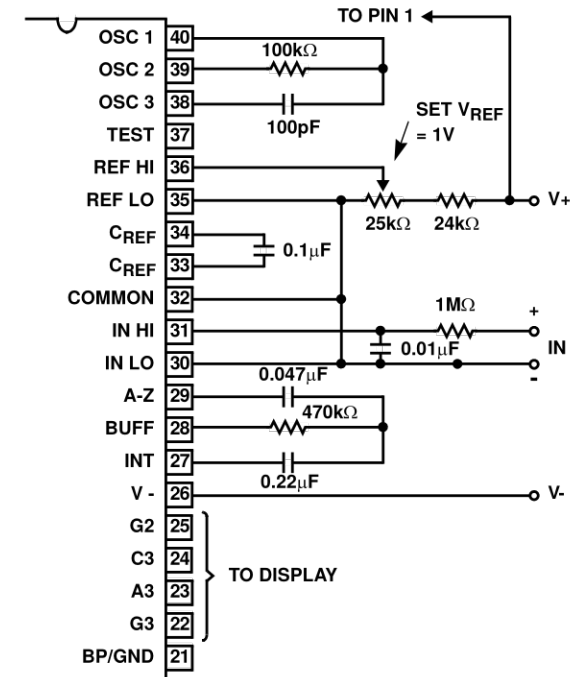 TO PIN 1
OSC 1 40
100kΩ
OSC 2 39
OSC 3 38
100pF
SET VREF
= 1V
TEST 37
REF HI 36
REF LO 35
V+
25kΩ 24kΩ
CREF 34
0.1µF
CREF 33
COMMON 32
1MΩ
+
IN HI 31
0.01µF
IN
IN LO 30
-
0.047µF
A-Z 29
470kΩ
BUFF 28
INT 27
0.22µF
V - 26
V-
G2 25
C3 24
TO DISPLAY
A3 23
G3 22
BP/GND 21